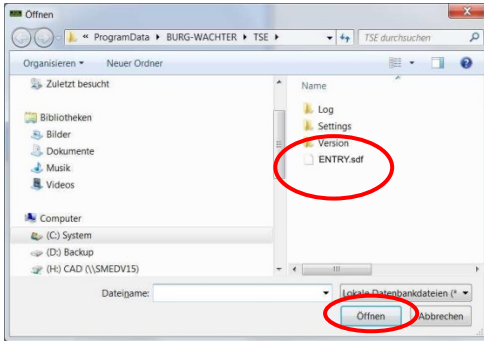 Öffnen
« ProgramData ▸ BURG-WACHTER ▸ TSE ▸
TSE durchsuchen
Organisieren
Neuer Ordner
Zuletzt besucht
Bibliotheken
Bilder
Dokumente
Musik
Videos
Computer
(C:) System
(D:) Backup
(H:) CAD (\\SMEDV15)
Name
Log
Settings
Version
ENTRY.sdf
Dateiname:
Lokale Datenbankdateien (*
Öffnen
Abbrechen